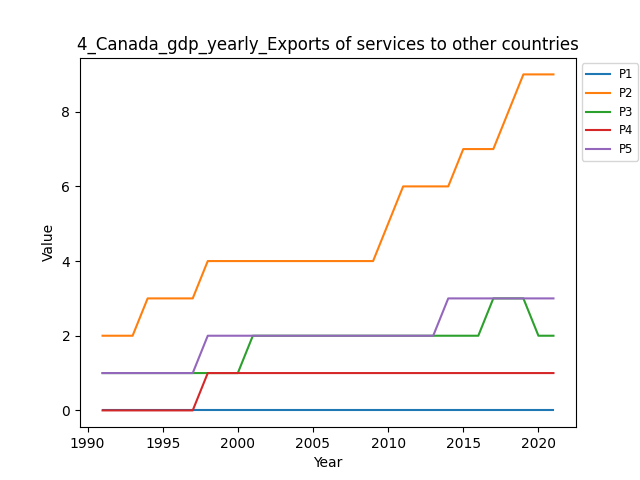 4_Canada_gdp_yearly_Exports of services to other countries
P1
P2
P3
P4
P5
8
6
4
2
0
Value
1990 1995 2000 2005 2010 2015 2020
Year